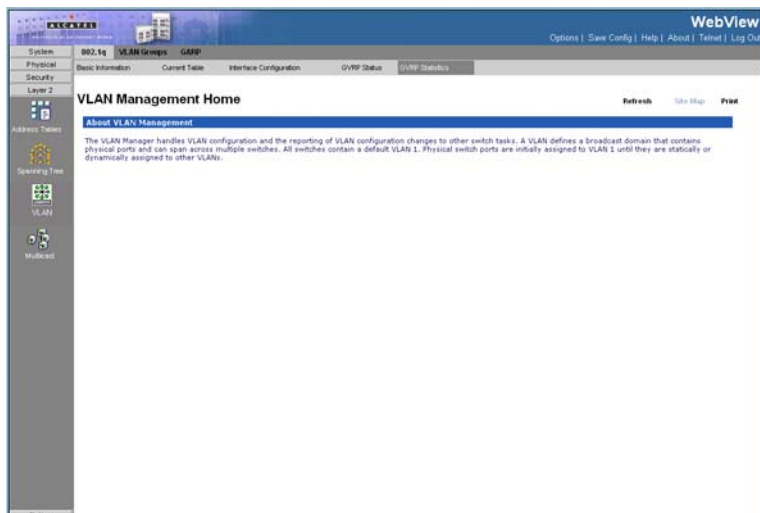 ALCATEL
WebView
Options | Save Config | Help | About | Telnet | Log Out
System
Physical
Security
Layer 2
Address Tables
Spanning Tree
VLAN
Multicast
802.1q VLAN Groups GARP
Basic Information Current Table Interface Configuration GVRP Status GVRP Statistics
VLAN Management Home
Refresh Site Map Print
About VLAN Management
The VLAN Manager handles VLAN configuration and the reporting of VLAN configuration changes to other switch tasks. A VLAN defines a broadcast domain that contains
physical ports and can span across multiple switches. All switches contain a default VLAN 1. Physical switch ports are initially assigned to VLAN 1 until they are statically or
dynamically assigned to other VLANs.